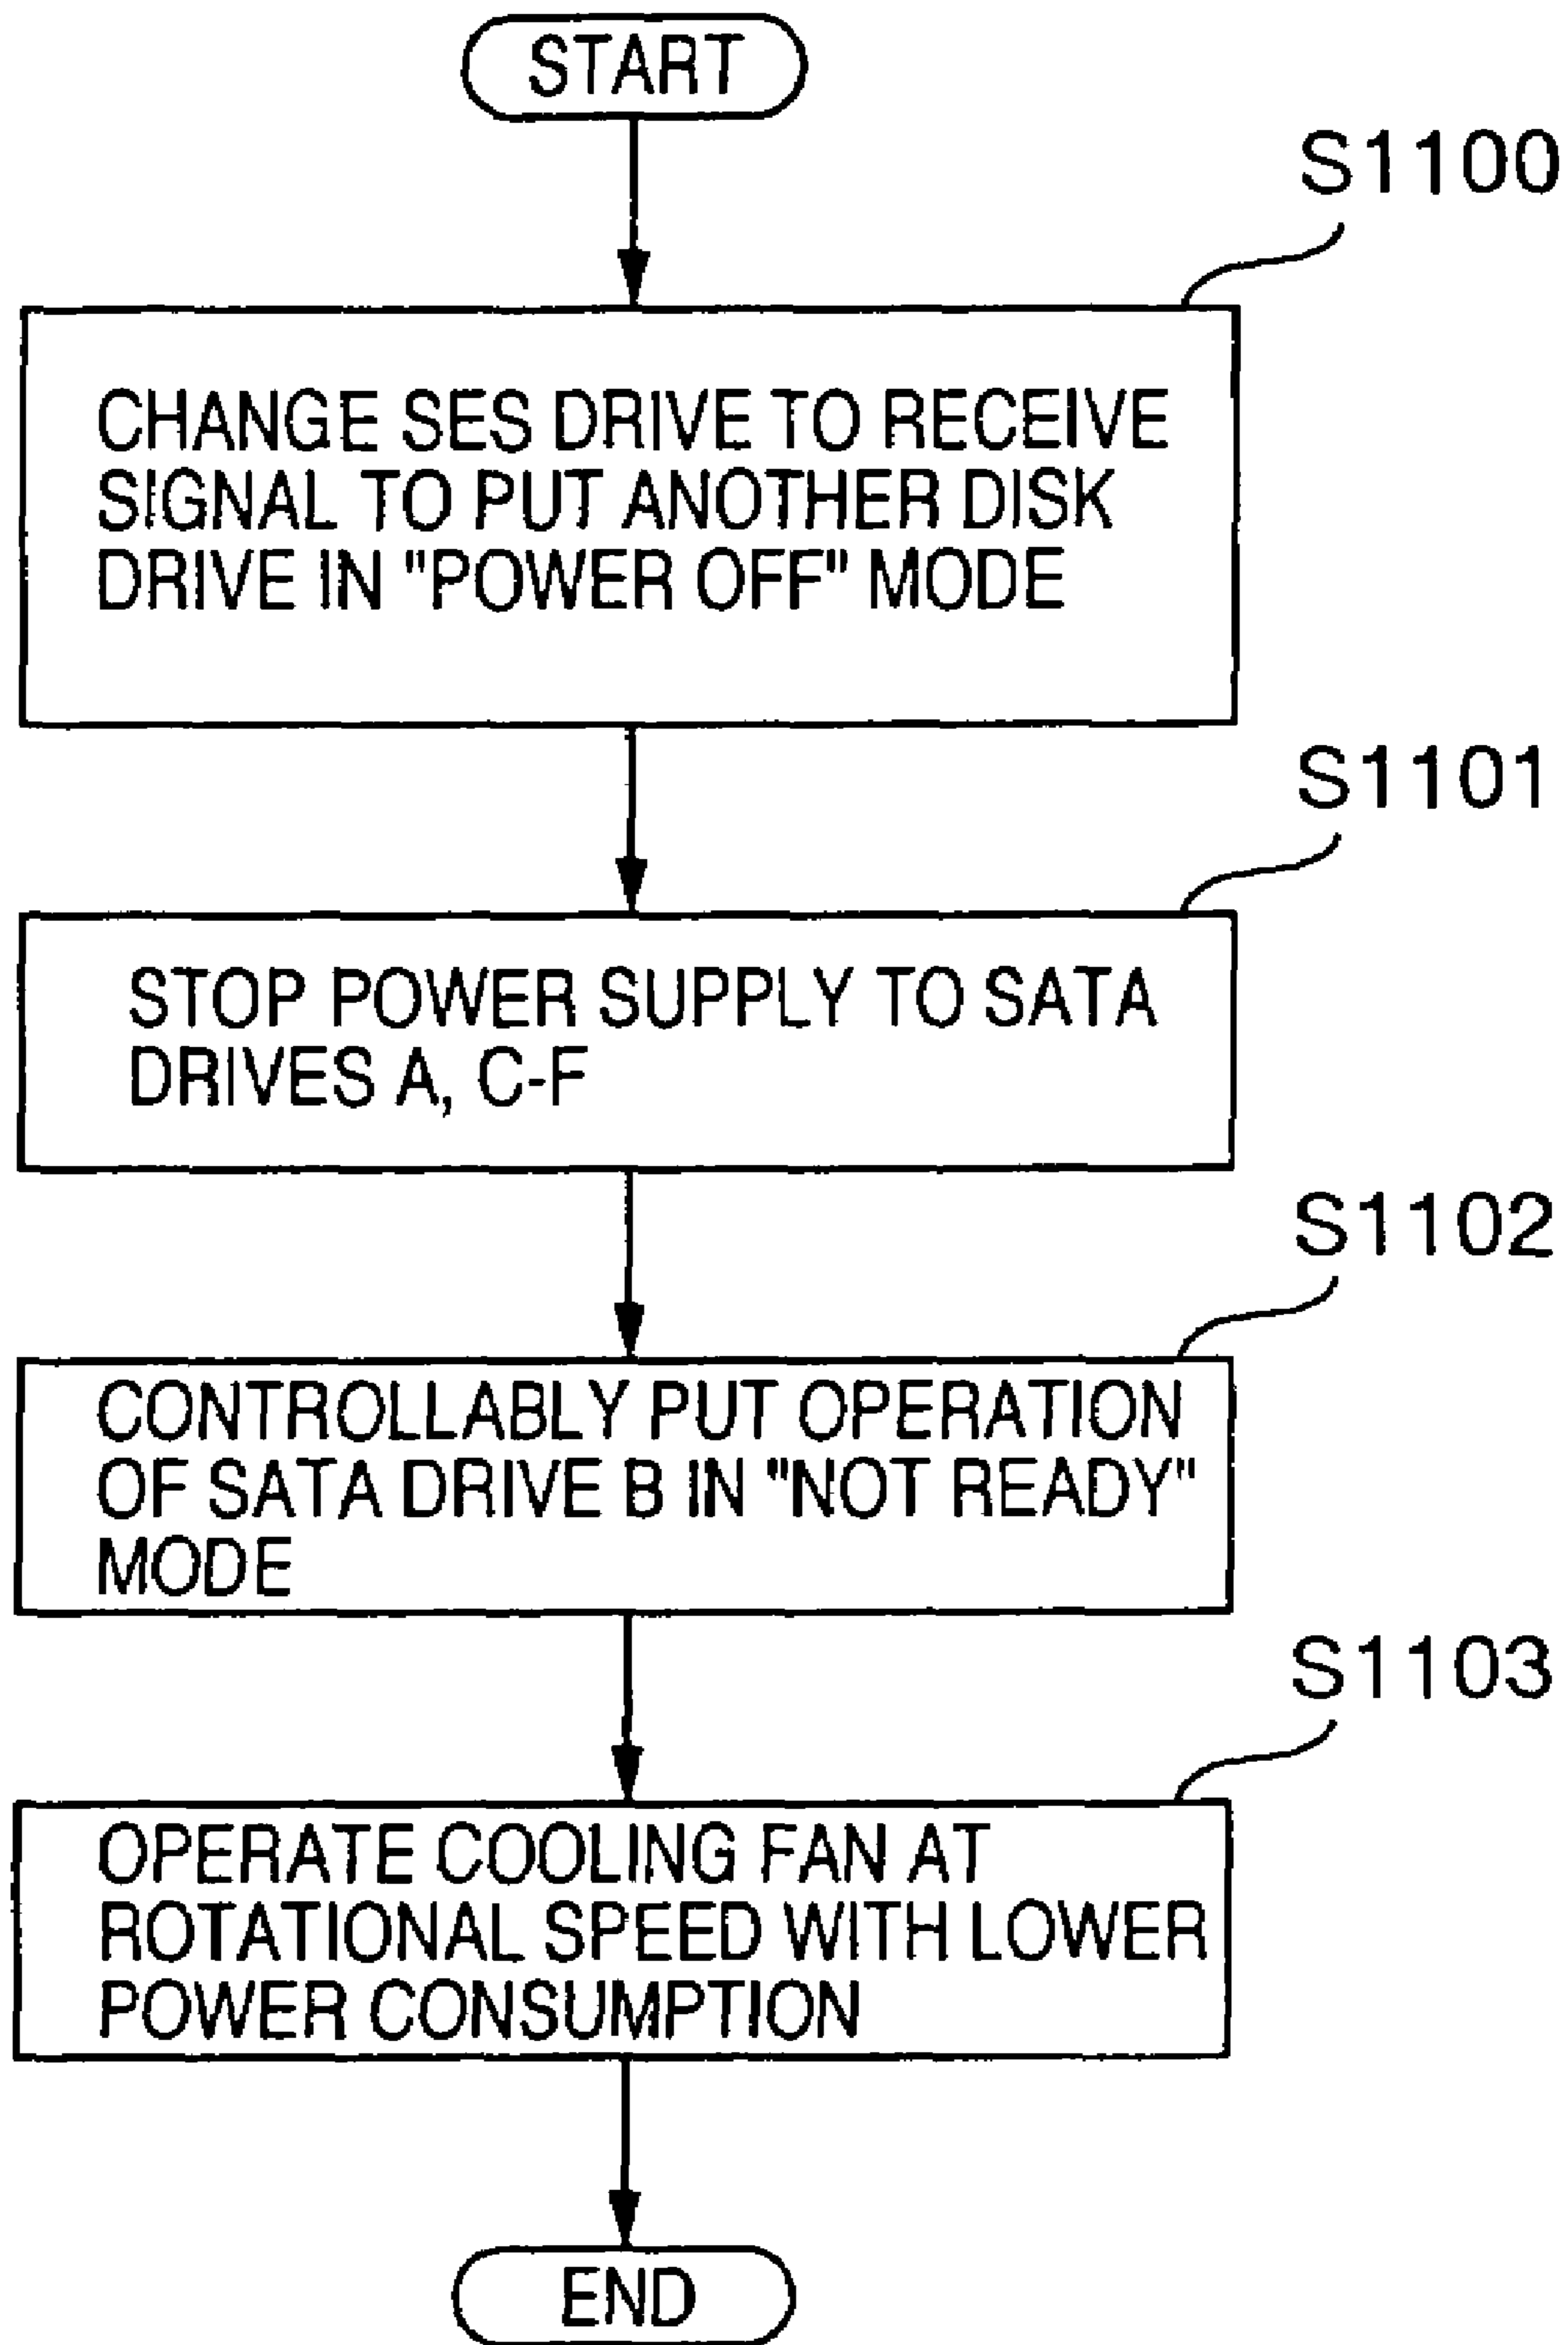 START
S1100
CHANGE SES DRIVE TO RECEIVE
SIGNAL TO PUT ANOTHER DISK
DRIVE IN "POWER OFF" MODE
S1101
STOP POWER SUPPLY TO SATA
DRIVES A, C-F
S1102
CONTROLLABLY PUT OPERATION
OF SATA DRIVE B IN "NOT READY"
MODE
S1103
OPERATE COOLING FAN AT
ROTATIONAL SPEED WITH LOWER
POWER CONSUMPTION
END